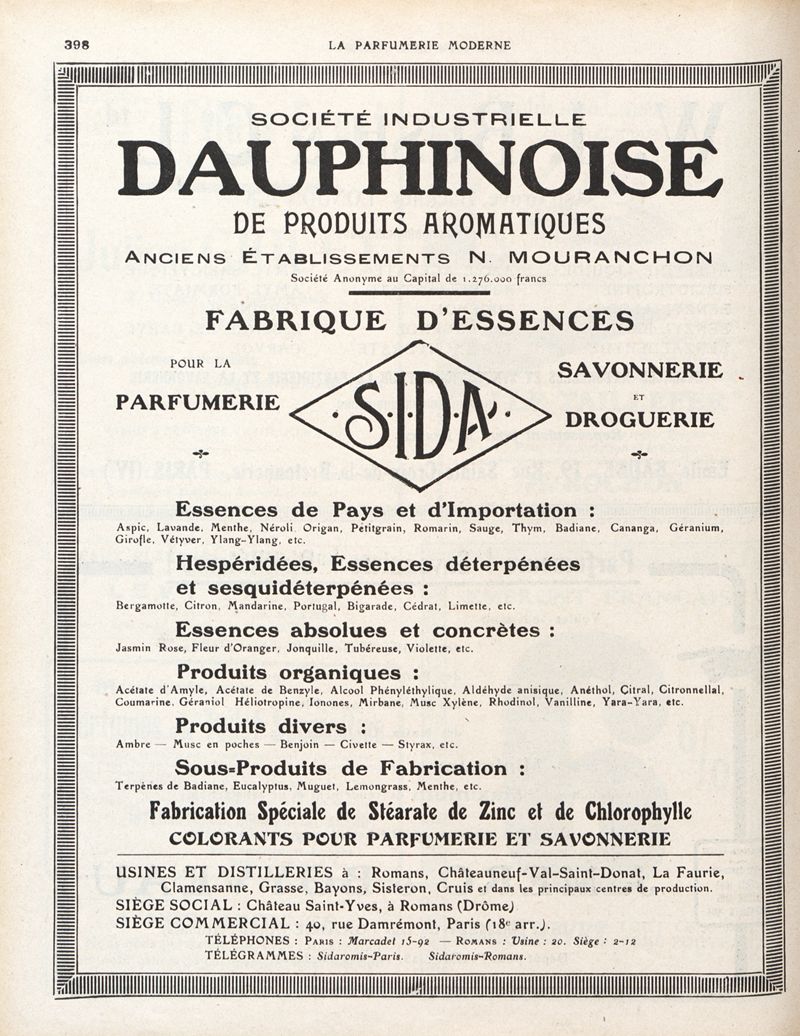 398
LA PARFUMERIE MODERNE
SOCIÉTÉ INDUSTRIELLE
DAUPHINOISE
DE PRODUITS AROMATIQUES
ANCIENS ÉTABLISSEMENTS N. MOURANCHON
Société Anonyme au Capital de 1.276.000 francs
FABRIQUE D'ESSENCES
POUR LA
PARFUMERIE
·S·I·D·A·
SAVONNERIE
ET
DROGUERIE
Essences de Pays et d'Importation :
Aspic, Lavande, Menthe, Néroli Origan, Petitgrain, Romarin, Sauge, Thym, Badiane, Cananga, Géranium,
Girofle, Vétyver, Ylang-Ylang, etc.
Hespéridées, Essences déterpénées
et sesquidéterpénées :
Bergamotte, Citron, Mandarine, Portugal, Bigarade, Cédrat, Limette, etc.
Essences absolues et concrètes :
Jasmin Rose, Fleur d'Oranger, Jonquille, Tubéreuse, Violette, etc.
Produits organiques :
Acétate d'Amyle, Acétate de Benzyle, Alcool Phényléthylique, Aldéhyde anisique, Anéthol, Citral, Citronnellal,
Coumarine, Géraniol Héliotropine, Ionones, Mirbane, Musc Xylène, Rhodinol, Vanilline, Yara-Yara, etc.
Produits divers :
Ambre — Musc en poches — Benjoin — Civette — Styrax, etc.
Sous-Produits de Fabrication :
Terpènes de Badiane, Eucalyptus, Muguet, Lemongrass, Menthe, etc.
Fabrication Spéciale de Stéarate de Zinc et de Chlorophylle
COLORANTS POUR PARFUMERIE ET SAVONNERIE
USINES ET DISTILLERIES à : Romans, Châteauneuf-Val-Saint-Donat, La Faurie,
Clamensanne, Grasse, Bayons, Sisteron, Cruis et dans les principaux centres de production.
SIÈGE SOCIAL : Château Saint-Yves, à Romans (Drôme)
SIÈGE COMMERCIAL : 40, rue Damrémont, Paris (18e arr.).
TÉLÉPHONES : PARIS : Marcadet 15-92 — ROMANS : Usine : 20. Siège : 2-12
TÉLÉGRAMMES : Sidaromis-Paris. Sidaromis-Romans.